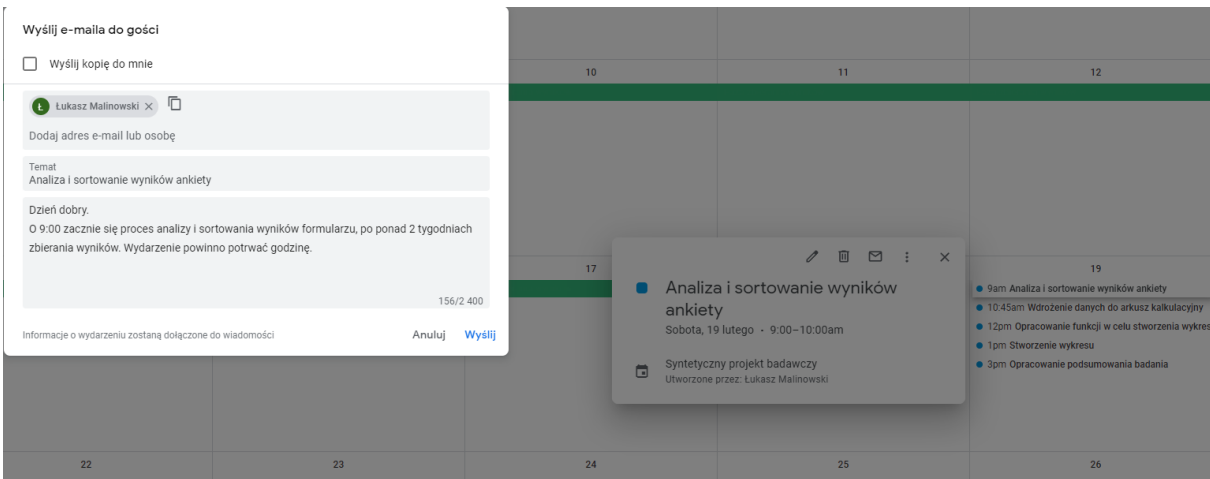 Wyślij e-maila do gości
Wyślij kopię do mnie
Ł Łukasz Malinowski
Dodaj adres e-mail lub osobę
Temat
Analiza i sortowanie wyników ankiety
Dzień dobry.
O 9:00 zacznie się proces analizy i sortowania wyników formularzu, po ponad 2 tygodniach
zbierania wyników. Wydarzenie powinno potrwać godzinę.
156/2 400
Informacje o wydarzeniu zostaną dołączone do wiadomości
Anuluj
Wyślij
10
11
12
17
19
Analiza i sortowanie wyników
ankiety
Sobota, 19 lutego • 9:00–10:00am
Syntetyczny projekt badawczy
Utworzone przez: Łukasz Malinowski
9am Analiza i sortowanie wyników ankiety
10:45am Wdrożenie danych do arkusz kalkulacyjny
12pm Opracowanie funkcji w celu stworzenia wykres
1pm Stworzenie wykresu
3pm Opracowanie podsumowania badania
22
23
24
25
26